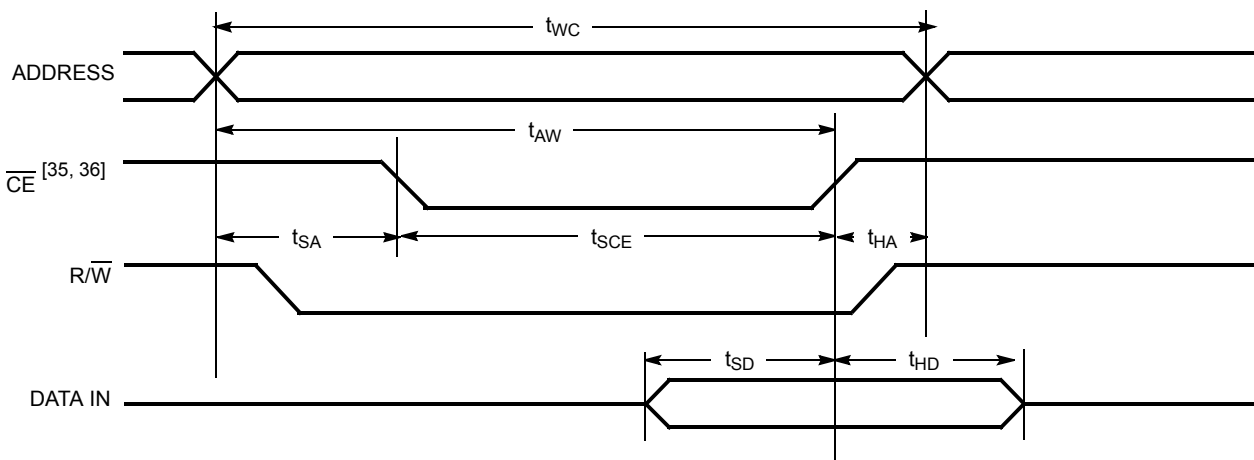 tWC
ADDRESS
tAW
CE [35, 36]
tSA
tSCE
tHA
R/W
tSD
tHD
DATA IN